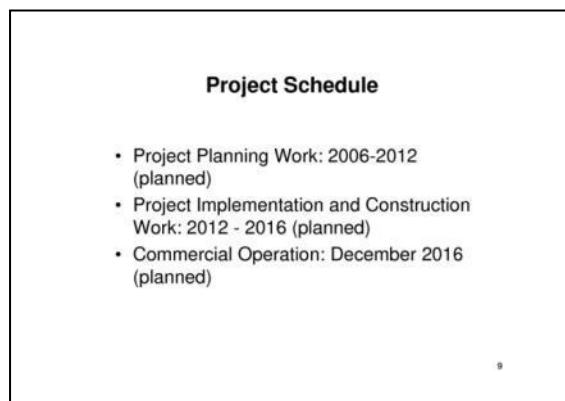 Project Schedule
• Project Planning Work: 2006-2012
(planned)
• Project Implementation and Construction
Work: 2012 - 2016 (planned)
• Commercial Operation: December 2016
(planned)
9